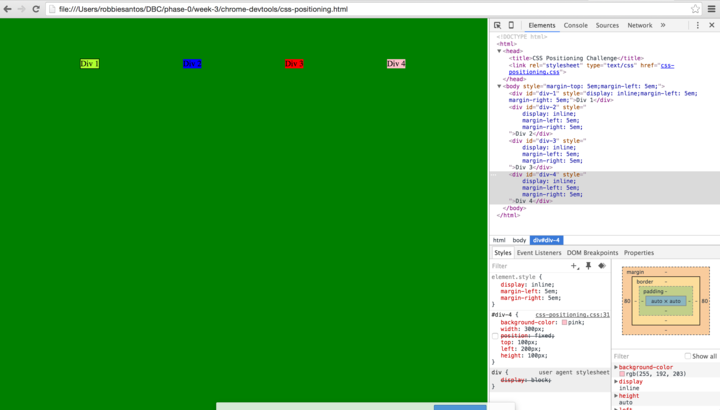 file:///Users/robbiesantos/DBC/phase-0/week-3/chrome-devtools/css-positioning.html
Elements Console Sources Network »
Div 1 Div 2 Div 3 Div 4
<!DOCTYPE html>
<html>
▼<head>
<title>CSS Positioning Challenge</title>
<link rel="stylesheet" type="text/css" href="css-
positioning.css">
</head>
▼<body style="margin-top: 5em;margin-left: 5em;">
<div id="div-1" style="display: inline;margin-left: 5em;
margin-right: 5em;">Div 1</div>
<div id="div-2" style="
display: inline;
margin-left: 5em;
margin-right: 5em;
">Div 2</div>
<div id="div-3" style="
display: inline;
margin-left: 5em;
margin-right: 5em;
">Div 3</div>
<div id="div-4" style="
display: inline;
margin-left: 5em;
margin-right: 5em;
">Div 4</div>
</body>
</html>
html body div#div-4
Styles Event Listeners DOM Breakpoints Properties
Filter
element.style {
display: inline;
margin-left: 5em;
margin-right: 5em;
}
#div-4 { css-positioning.css:31
background-color: pink;
width: 300px;
position: fixed;
top: 100px;
left: 200px;
height: 100px;
}
div { user agent stylesheet
display: block;
}
margin -
border -
padding -
80 - - auto × auto - - 80
-
-
-
Filter Show all
▶background-color
rgb(255, 192, 203)
▶display
inline
▶height
auto